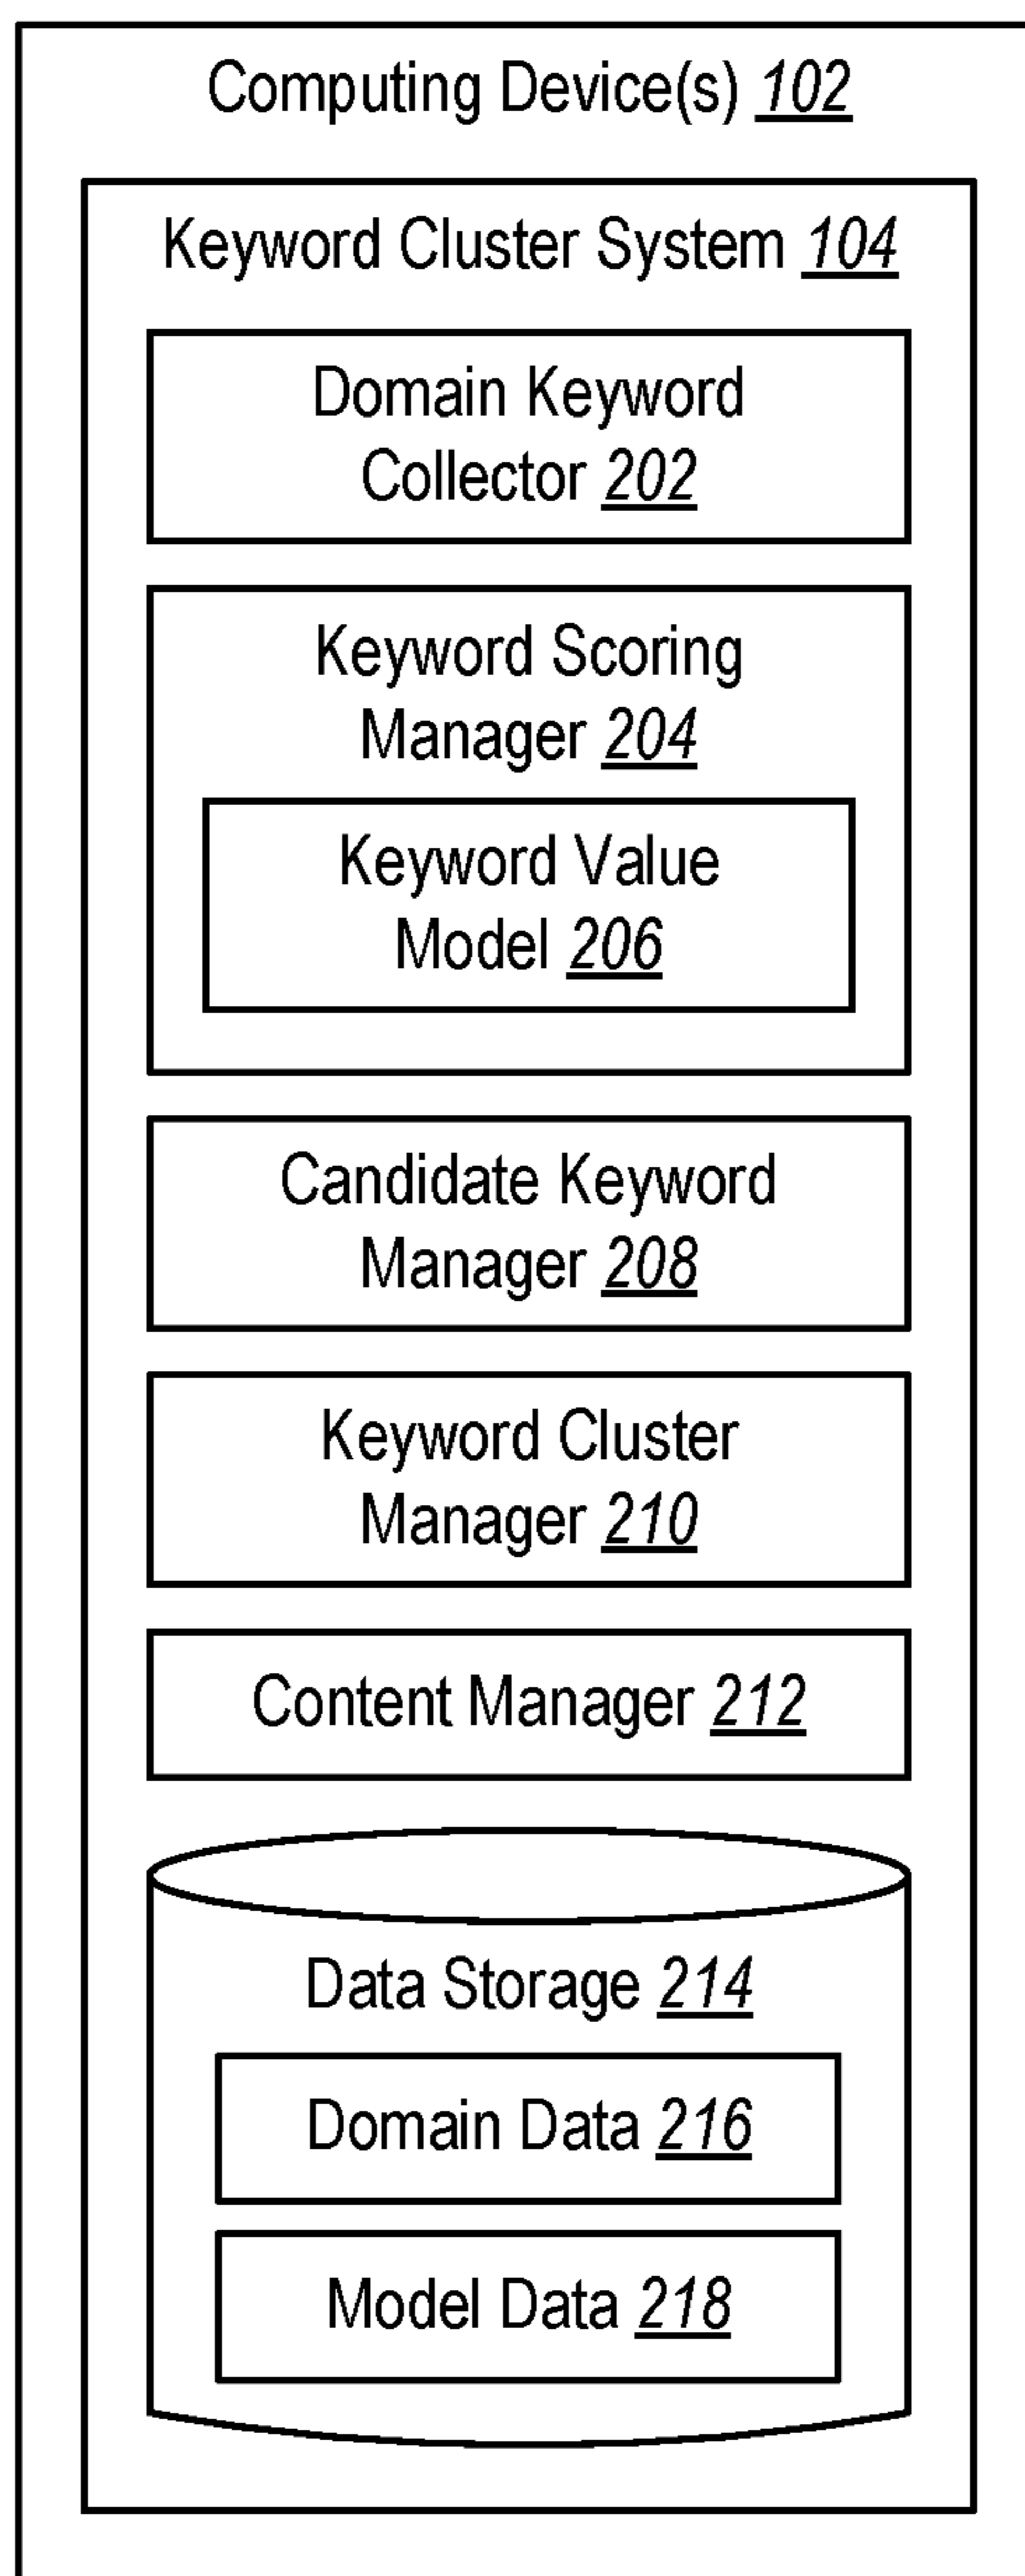 Computing Device(s) 102
Keyword Cluster System 104
Domain Keyword
Collector 202
Keyword Scoring
Manager 204
Keyword Value
Model 206
Candidate Keyword
Manager 208
Keyword Cluster
Manager 210
Content Manager 212
Data Storage 214
Domain Data 216
Model Data 218